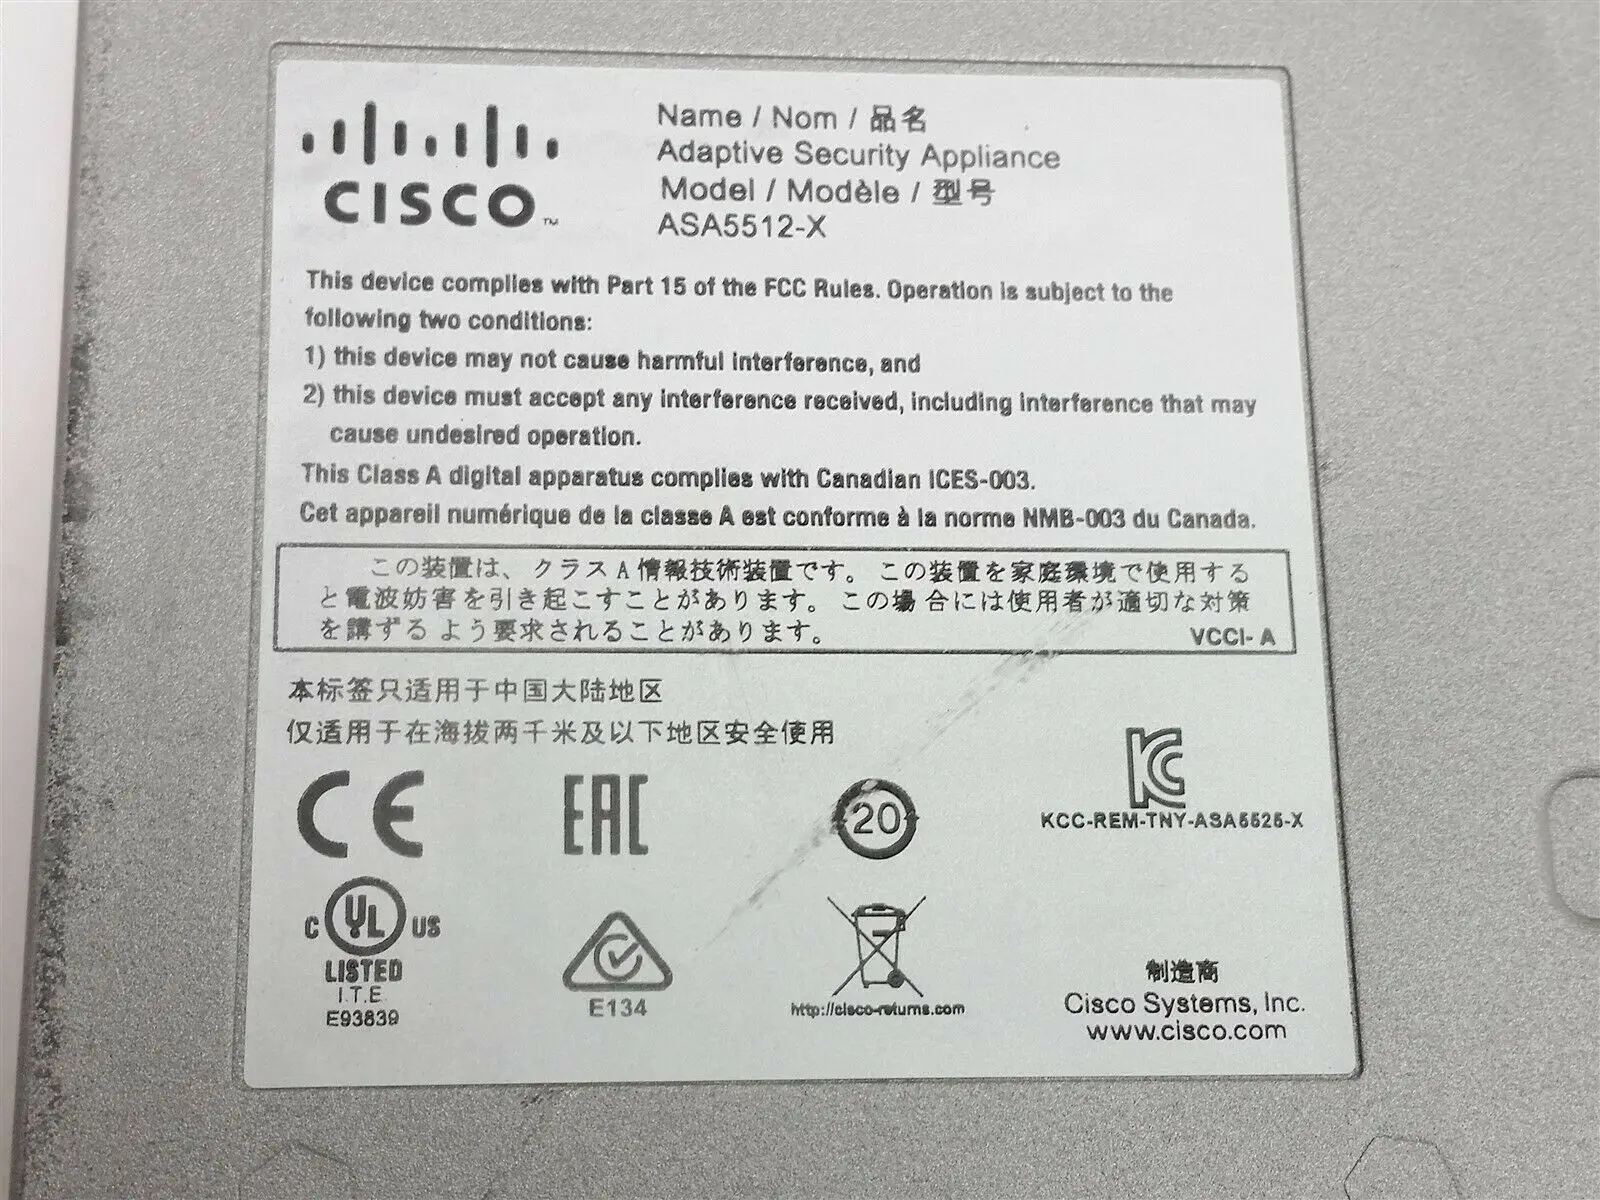 CISCO™
Name / Nom / 品名
Adaptive Security Appliance
Model / Modèle / 型号
ASA5512-X
This device complies with Part 15 of the FCC Rules. Operation is subject to the
following two conditions:
1) this device may not cause harmful interference, and
2) this device must accept any interference received, including interference that may
cause undesired operation.
This Class A digital apparatus complies with Canadian ICES-003.
Cet appareil numérique de la classe A est conforme à la norme NMB-003 du Canada.
この装置は、クラス A 情報技術装置です。この装置を家庭環境で使用する
と電波妨害を引き起こすことがあります。この場合には使用者が適切な対策
を講ずるよう要求されることがあります。
VCCI- A
本标签只适用于中国大陆地区
仅适用于在海拔两千米及以下地区安全使用
CE
EAC
20
KC
KCC-REM-TNY-ASA5525-X
C UL US
LISTED
I.T.E
E93839
E134
http://cisco-returns.com
制造商
Cisco Systems, Inc.
www.cisco.com